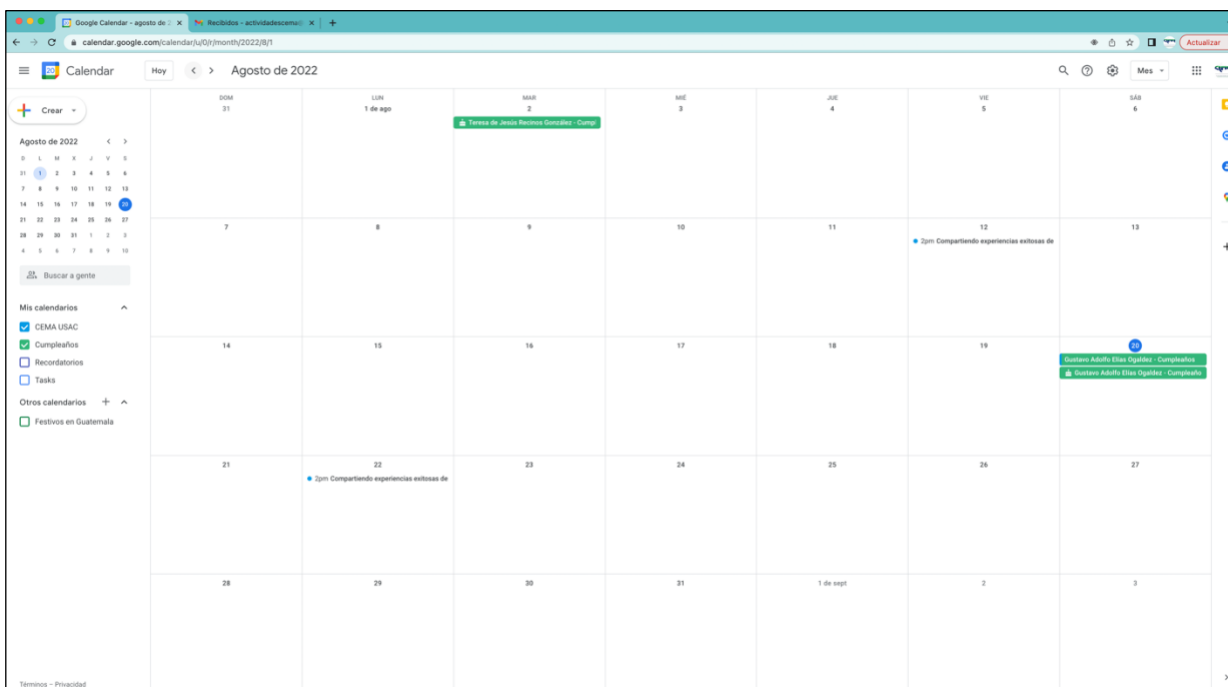 Google Calendar - agosto de 2
Recibidos - actividadescema@
calendar.google.com/calendar/u/0/r/month/2022/8/1
Actualizar
20
Calendar
Hoy
Agosto de 2022
Mes
Crear
Agosto de 2022
D L M X J V S
31 1 2 3 4 5 6
7 8 9 10 11 12 13
14 15 16 17 18 19 20
21 22 23 24 25 26 27
28 29 30 31 1 2 3
4 5 6 7 8 9 10
Buscar a gente
Mis calendarios
CEMA USAC
Cumpleaños
Recordatorios
Tasks
Otros calendarios
Festivos en Guatemala
Términos – Privacidad
DOM LUN MAR MIÉ JUE VIE SÁB
31 1 de ago 2 3 4 5 6
Teresa de Jesús Recinos González - Cumpl
7 8 9 10 11 12 13
2pm Compartiendo experiencias exitosas de
14 15 16 17 18 19 20
Gustavo Adolfo Elías Ogaldez - Cumpleaños
Gustavo Adolfo Elías Ogaldez - Cumpleaño
21 22 23 24 25 26 27
2pm Compartiendo experiencias exitosas de
28 29 30 31 1 de sept 2 3